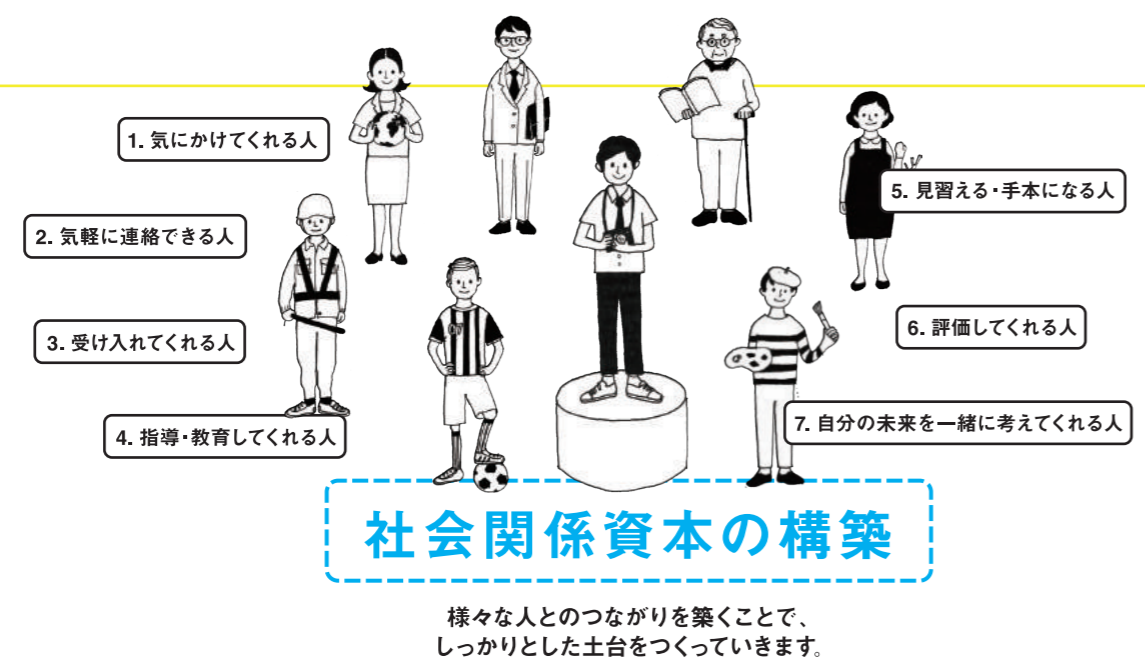 1. 気にかけてくれる人
2. 気軽に連絡できる人
3. 受け入れてくれる人
4. 指導・教育してくれる人
5. 見習える・手本になる人
6. 評価してくれる人
7. 自分の未来を一緒に考えてくれる人
社会関係資本の構築
様々な人とのつながりを築くことで、
しっかりとした土台をつくっていきます。